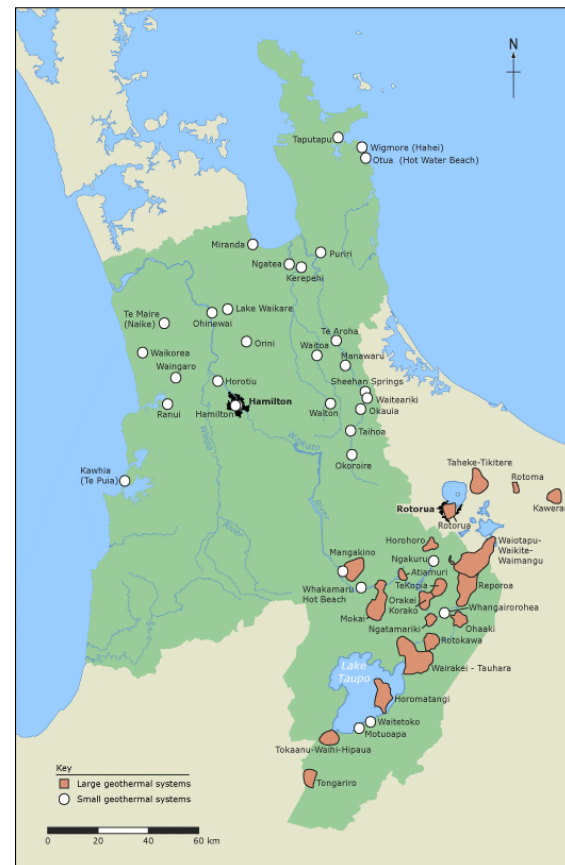 N
Taputapu
Wigmore (Hahei)
Otua (Hot Water Beach)
Miranda
Puriri
Ngatea
Kerepehi
Lake Waikare
Te Maire
(Naike)
Ohinewai
Te Aroha
Orini
Waitoa
Waikorea
Manawaru
Waingaro
Sheehan Springs
Horotiu
Waiteariki
Hamilton
Ranui
Hamilton
Walton
Okauia
Waipa
Waikato
Taihoa
Okoroire
Kawhia
(Te Puia)
Taheke-Tikitere
Rotoma
Kawerau
Rotorua
Rotorua
River
River
Horohoro
Waiotapu-
Waikite-
Waimangu
Mangakino
Ngakuru
Atiamuri
TeKopia
Reporoa
Whakamaru
Hot Beach
Orakei
Korako
Whangairorohea
Mokai
Ngatamariki
Ohaaki
Rotokawa
Lake
Taupo
Wairakei - Tauhara
Horomatangi
Waitetoko
Motuoapa
Tokaanu-Waihi-Hipaua
Tongariro
Key
Large geothermal systems
Small geothermal systems
0 20 40 60 km